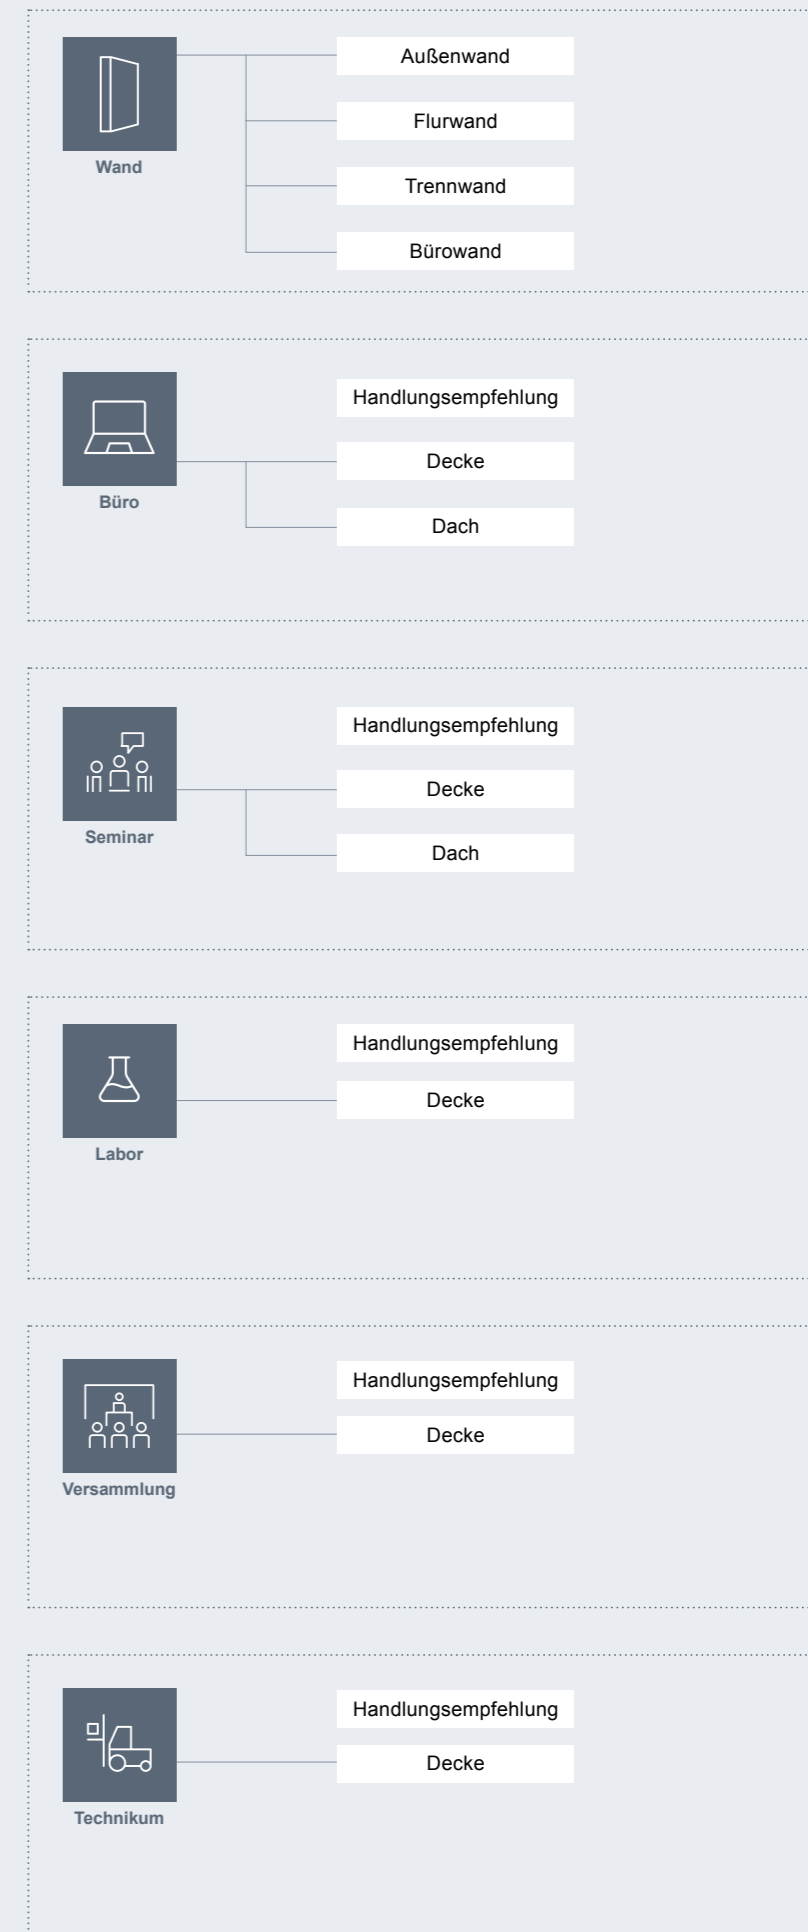 Außenwand
Flurwand
Wand
Trennwand
Bürowand
Handlungsempfehlung
Decke
Büro
Dach
Handlungsempfehlung
Decke
Seminar
Dach
Handlungsempfehlung
Decke
Labor
Handlungsempfehlung
Decke
Versammlung
Handlungsempfehlung
Decke
Technikum